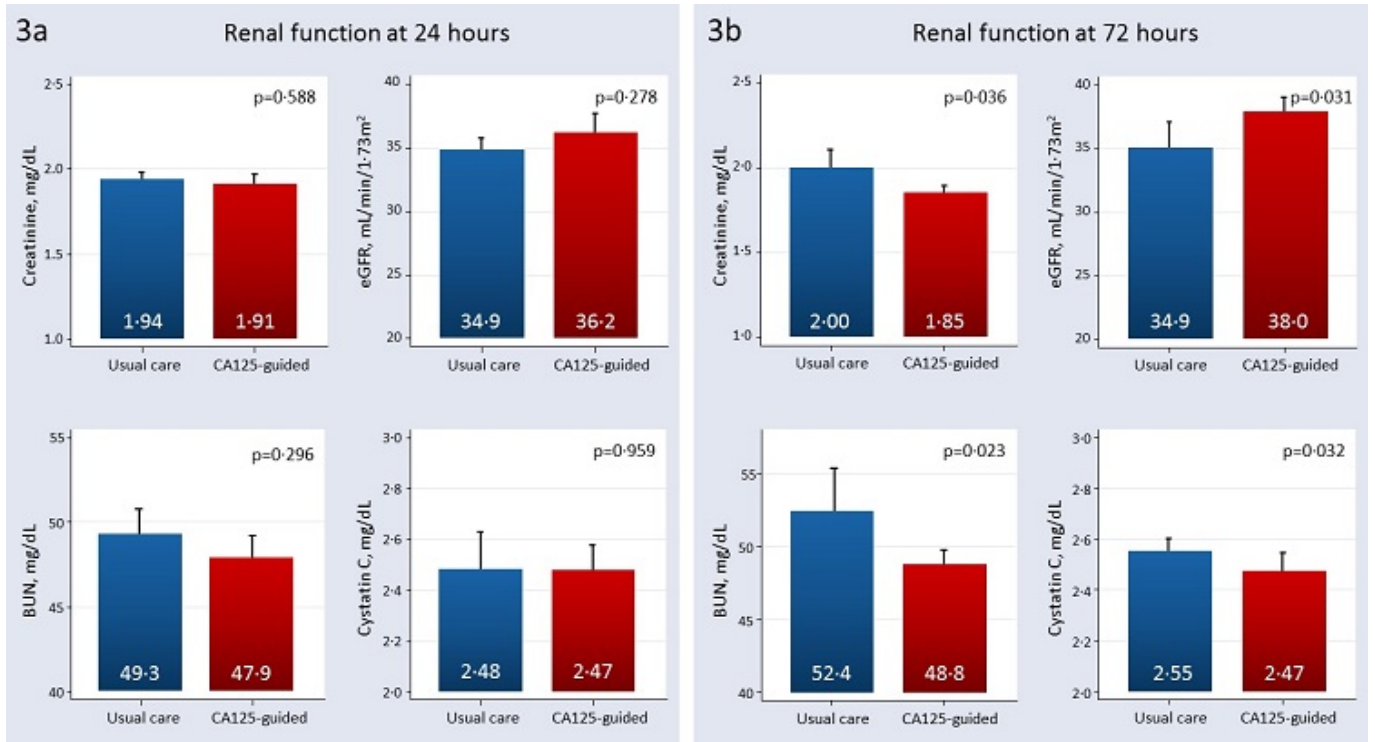 3a
Renal function at 24 hours
2·5
2·0
1·5
1·0
Creatinine, mg/dL
p=0·588
1·94
1·91
Usual care
CA125-guided
40
35
30
25
20
eGFR, mL/min/1·73m²
p=0·278
34·9
36·2
Usual care
CA125-guided
55
50
45
40
BUN, mg/dL
p=0·296
49·3
47·9
Usual care
CA125-guided
3·0
2·8
2·6
2·4
2·2
2·0
Cystatin C, mg/dL
p=0·959
2·48
2·47
Usual care
CA125-guided
3b
Renal function at 72 hours
2·5
2·0
1·5
1·0
Creatinine, mg/dL
p=0·036
2·00
1·85
Usual care
CA125-guided
40
35
30
25
20
eGFR, mL/min/1·73m²
p=0·031
34·9
38·0
Usual care
CA125-guided
55
50
45
40
BUN, mg/dL
p=0·023
52·4
48·8
Usual care
CA125-guided
3·0
2·8
2·6
2·4
2·2
2·0
Cystatin C, mg/dL
p=0·032
2·55
2·47
Usual care
CA125-guided